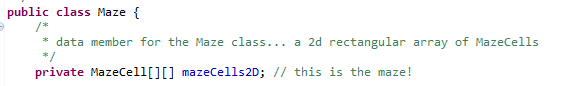 public class Maze {
/*
* data member for the Maze class... a 2d rectangular array of MazeCells
*/
private MazeCell[][] mazeCells2D; // this is the maze!